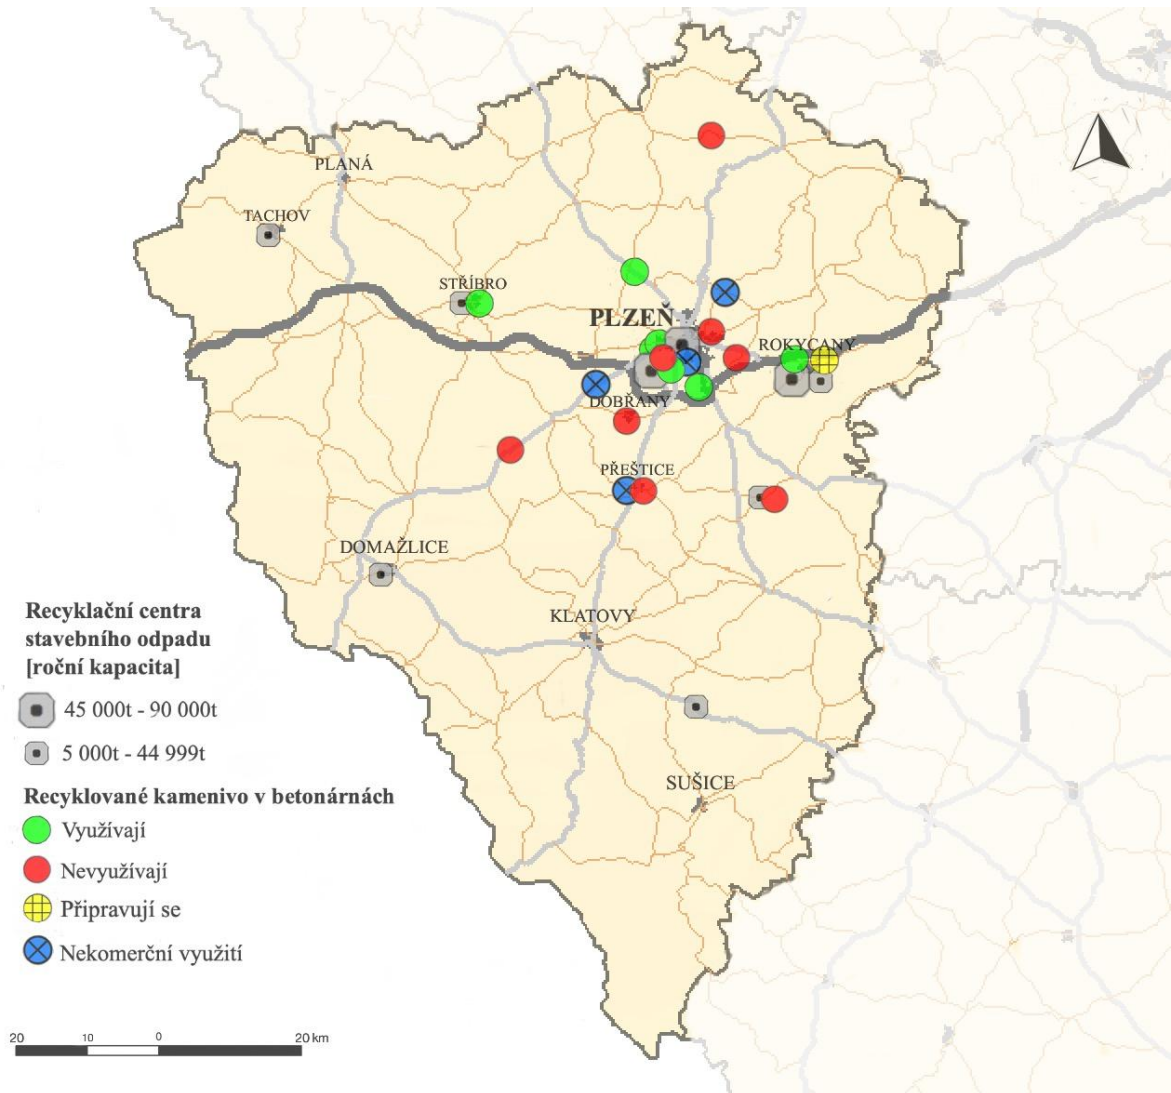 PLANÁ
TACHOV
STŘÍBRO
PLZEŇ
ROKYCANY
DOBŘANY
PŘEŠTICE
DOMAŽLICE
KLATOVY
SUŠICE
Recyklační centra
stavebního odpadu
[roční kapacita]
45 000t - 90 000t
5 000t - 44 999t
Recyklované kamenivo v betonárnách
Využívají
Nevyužívají
Připravují se
Nekomerční využití
20 10 0 20 km